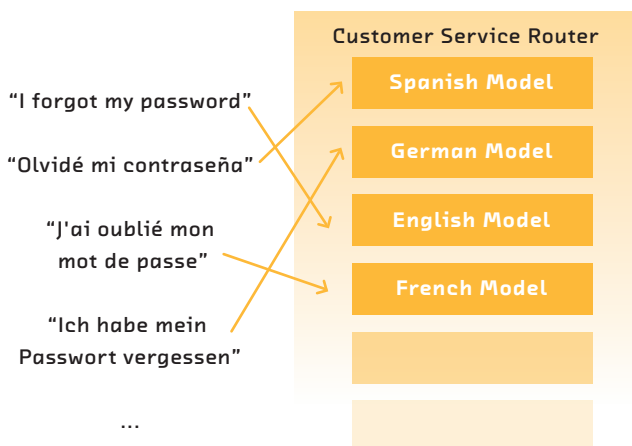 Customer Service Router
Spanish Model
German Model
English Model
French Model
“I forgot my password”
“Olvidé mi contraseña”
“J'ai oublié mon
mot de passe”
“Ich habe mein
Passwort vergessen”
...